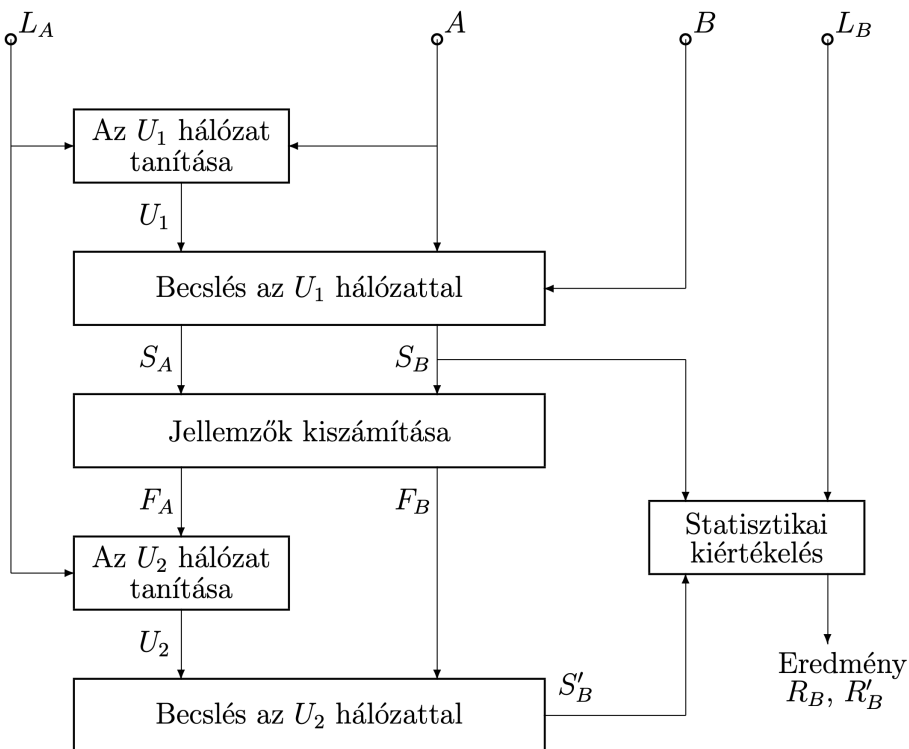 L_A
A
B
L_B
Az U_1 hálózat
tanítása
U_1
Becslés az U_1 hálózattal
S_A
S_B
Jellemzők kiszámítása
F_A
F_B
Statisztikai
kiértékelés
Az U_2 hálózat
tanítása
U_2
Eredmény
R_B, R'_B
S'_B
Becslés az U_2 hálózattal